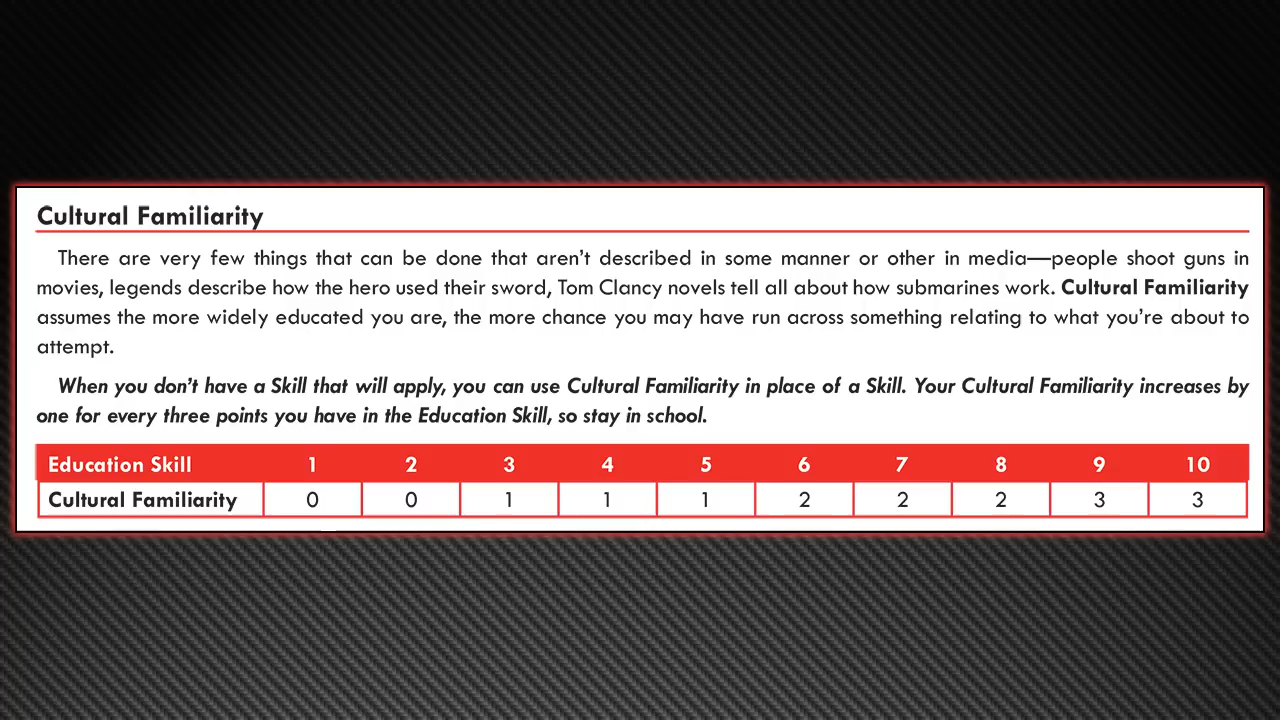 Cultural Familiarity
There are very few things that can be done that aren't described in some manner or other in media—people shoot guns in
movies, legends describe how the hero used their sword, Tom Clancy novels tell all about how submarines work. Cultural Familiarity
assumes the more widely educated you are, the more chance you may have run across something relating to what you're about to
attempt.
When you don't have a Skill that will apply, you can use Cultural Familiarity in place of a Skill. Your Cultural Familiarity increases by
one for every three points you have in the Education Skill, so stay in school.
Education Skill 1 2 3 4 5 6 7 8 9 10
Cultural Familiarity 0 0 1 1 1 2 2 2 3 3